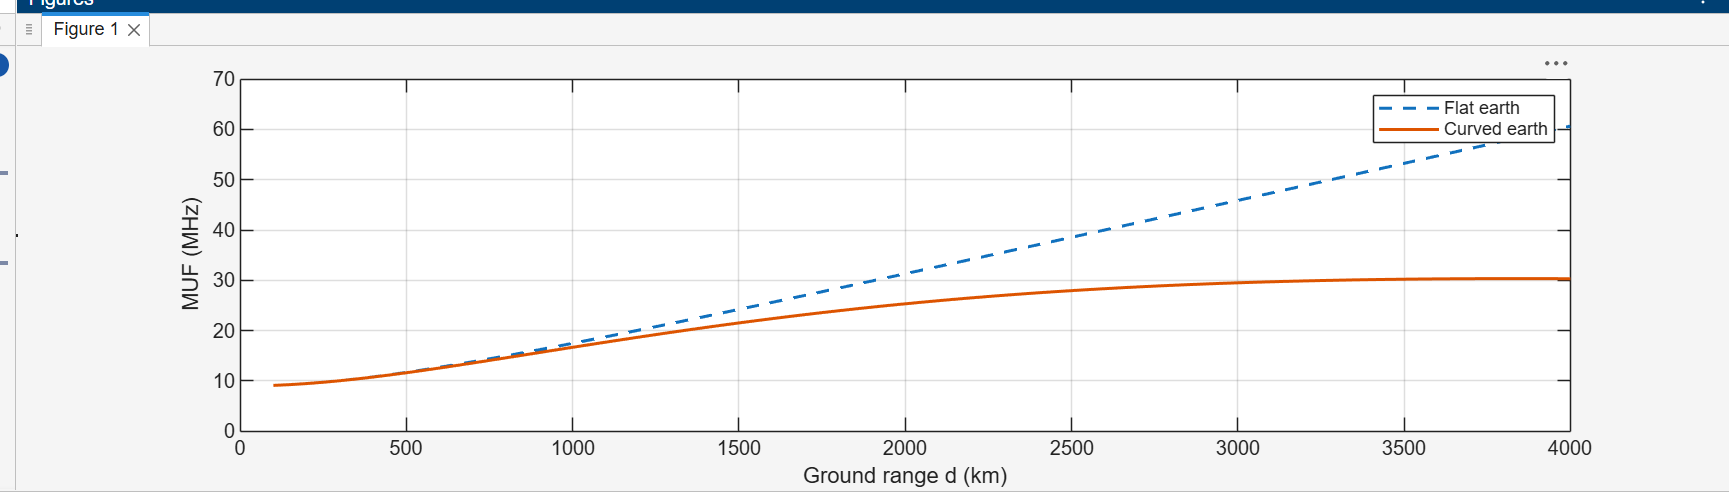 Figures
Figure 1
70
60
50
40
30
20
10
0
MUF (MHz)
Flat earth
Curved earth
0 500 1000 1500 2000 2500 3000 3500 4000
Ground range d (km)